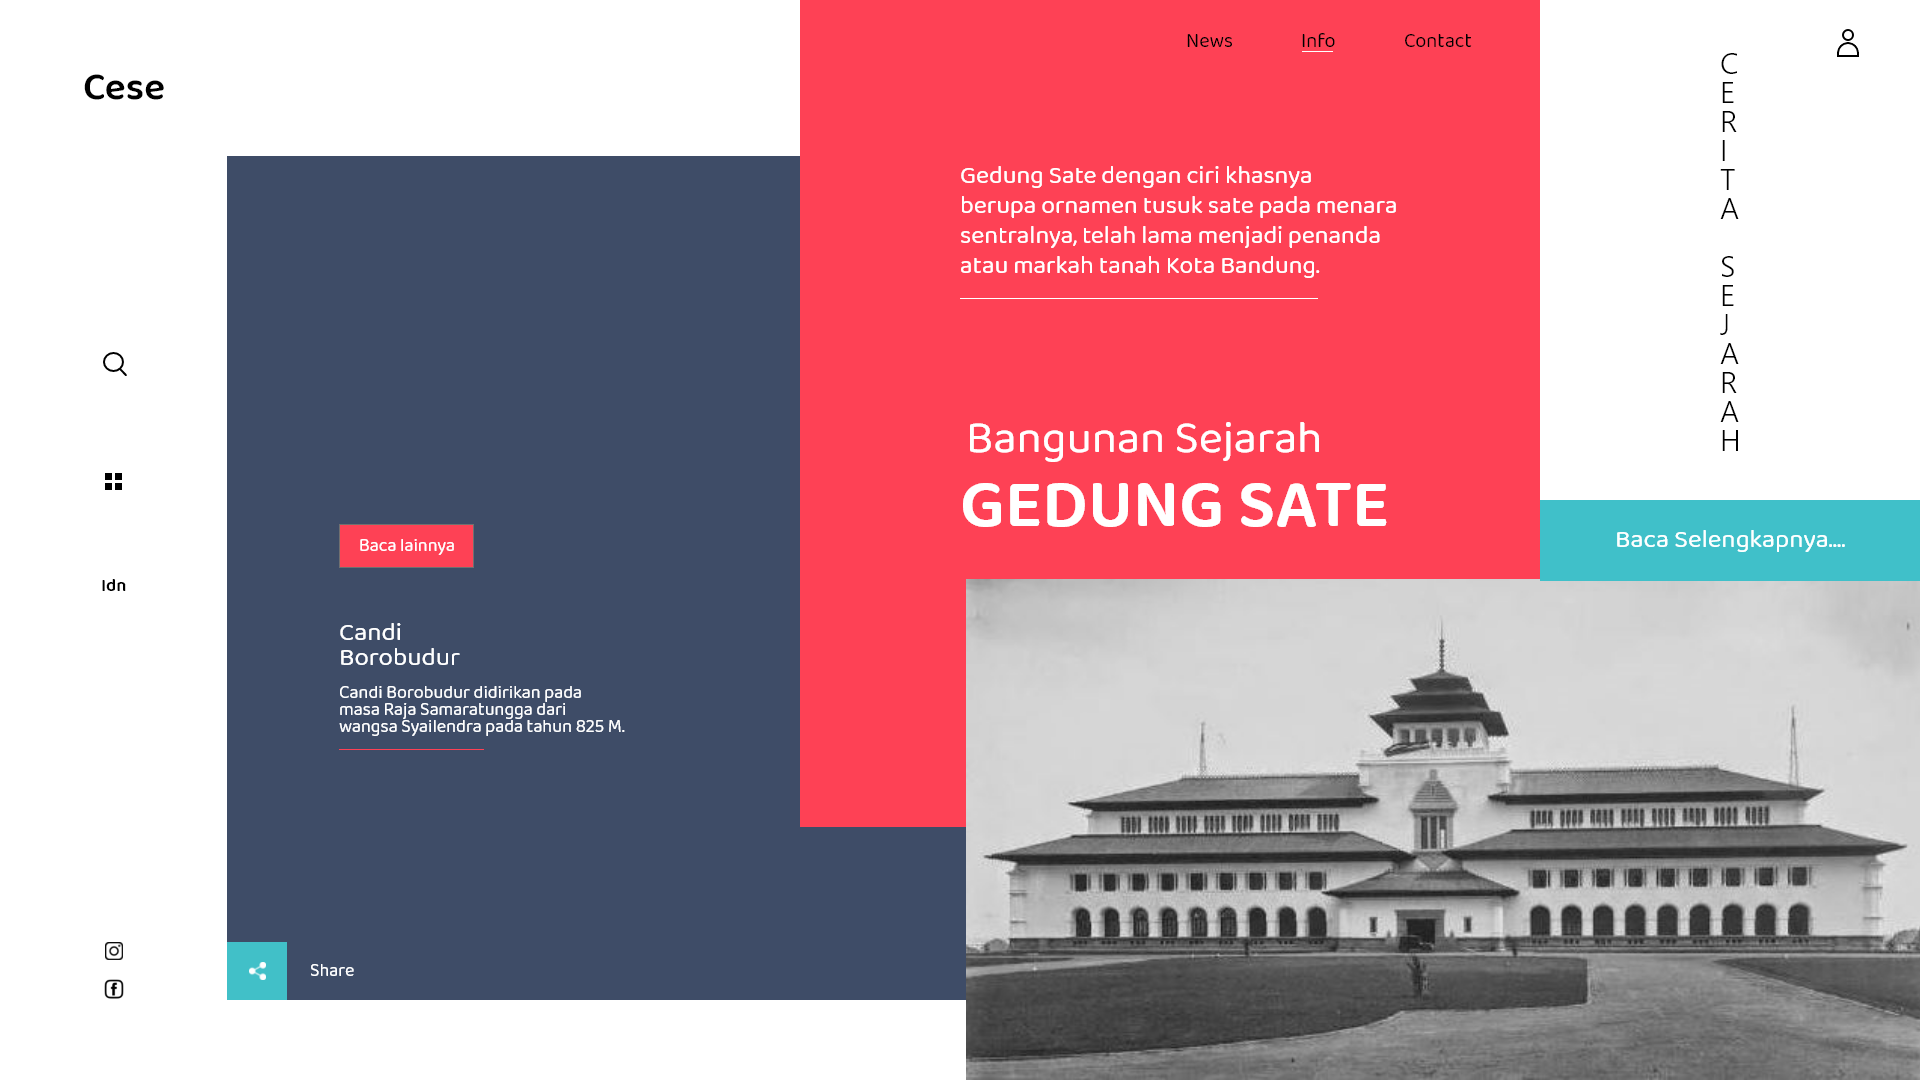 Cese
News
Info
Contact
Gedung Sate dengan ciri khasnya
berupa ornamen tusuk sate pada menara
sentralnya, telah lama menjadi penanda
atau markah tanah Kota Bandung.
Bangunan Sejarah
GEDUNG SATE
CERITA SEJARAH
Baca Selengkapnya....
Idn
Baca lainnya
Candi
Borobudur
Candi Borobudur didirikan pada
masa Raja Samaratungga dari
wangsa Syailendra pada tahun 825 M.
Share